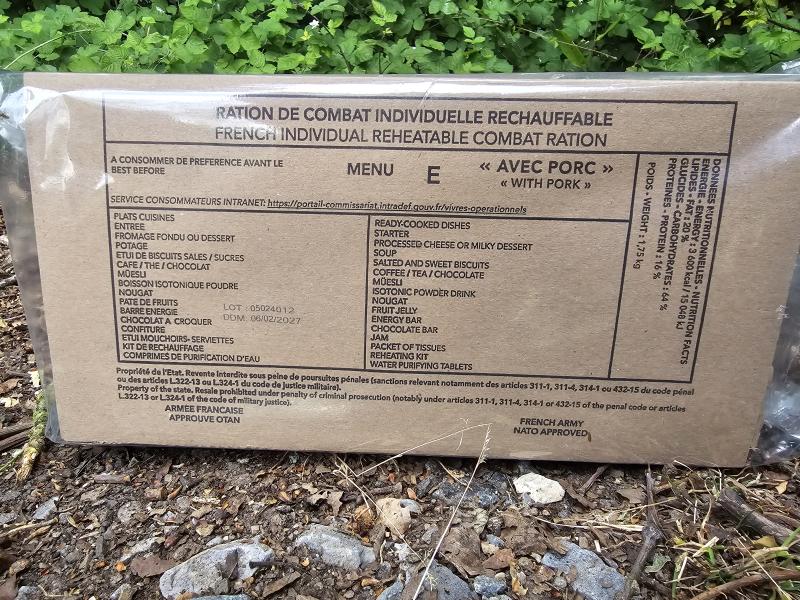 RATION DE COMBAT INDIVIDUELLE RECHAUFFABLE
FRENCH INDIVIDUAL REHEATABLE COMBAT RATION
A CONSOMMER DE PREFERENCE AVANT LE
BEST BEFORE
MENU E « AVEC PORC »
« WITH PORK »
SERVICE CONSOMMATEURS INTRANET: https://portail-commissariat.intradef.gouv.fr/vivres-operationnels
PLATS CUISINES
ENTREE
FROMAGE FONDU OU DESSERT
POTAGE
ETUI DE BISCUITS SALES / SUCRES
CAFE / THE / CHOCOLAT
MÜESLI
BOISSON ISOTONIQUE POUDRE
NOUGAT
PATE DE FRUITS
BARRE ENERGIE
CHOCOLAT A CROQUER
CONFITURE
ETUI MOUCHOIRS- SERVIETTES
KIT DE RECHAUFFAGE
COMPRIMES DE PURIFICATION D'EAU
LOT : 05024012
DDM: 06/02/2027
READY-COOKED DISHES
STARTER
PROCESSED CHEESE OR MILKY DESSERT
SOUP
SALTED AND SWEET BISCUITS
COFFEE / TEA / CHOCOLATE
MÜESLI
ISOTONIC POWDER DRINK
NOUGAT
FRUIT JELLY
ENERGY BAR
CHOCOLATE BAR
JAM
PACKET OF TISSUES
REHEATING KIT
WATER PURIFYING TABLETS
DONNEES NUTRITIONNELLES - NUTRITION FACTS
ENERGIE - ENERGY : 3 600 kcal / 15 048 kJ
LIPIDES - FAT : 20 %
GLUCIDES - CARBOHYDRATES : 64 %
PROTEINES - PROTEIN : 16 %
POIDS - WEIGHT : 1,75 kg
Propriété de l'Etat. Revente interdite sous peine de poursuites pénales (sanctions relevant notamment des articles 311-1, 311-4, 314-1 ou 432-15 du code pénal
ou des articles L.322-13 ou L.324-1 du code de justice militaire).
Property of the state. Resale prohibited under penalty of criminal prosecution (notably under articles 311-1, 311-4, 314-1 or 432-15 of the penal code or articles
L.322-13 or L.324-1 of the code of military justice).
ARMEE FRANCAISE
APPROUVE OTAN
FRENCH ARMY
NATO APPROVED